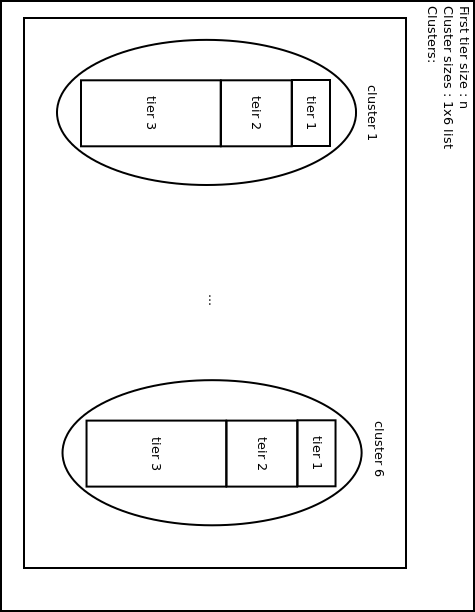 First tier size : n
Cluster sizes : 1x6 list
Clusters:
cluster 1
tier 1
teir 2
tier 3
...
cluster 6
tier 1
teir 2
tier 3